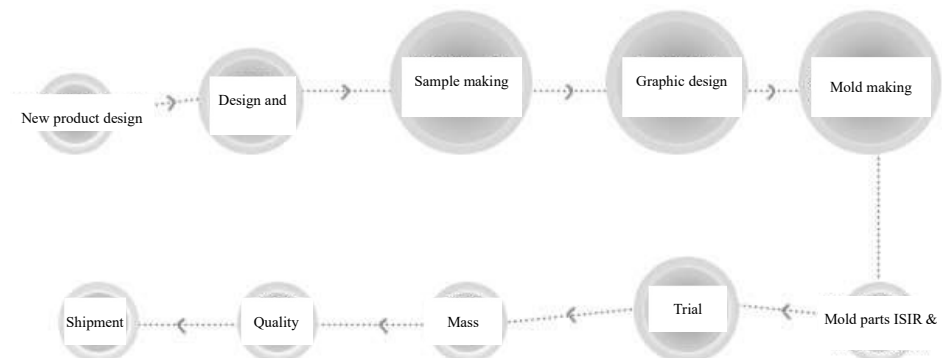 New product design
Design and
Sample making
Graphic design
Mold making
Mold parts ISIR &
Trial
Mass
Quality
Shipment